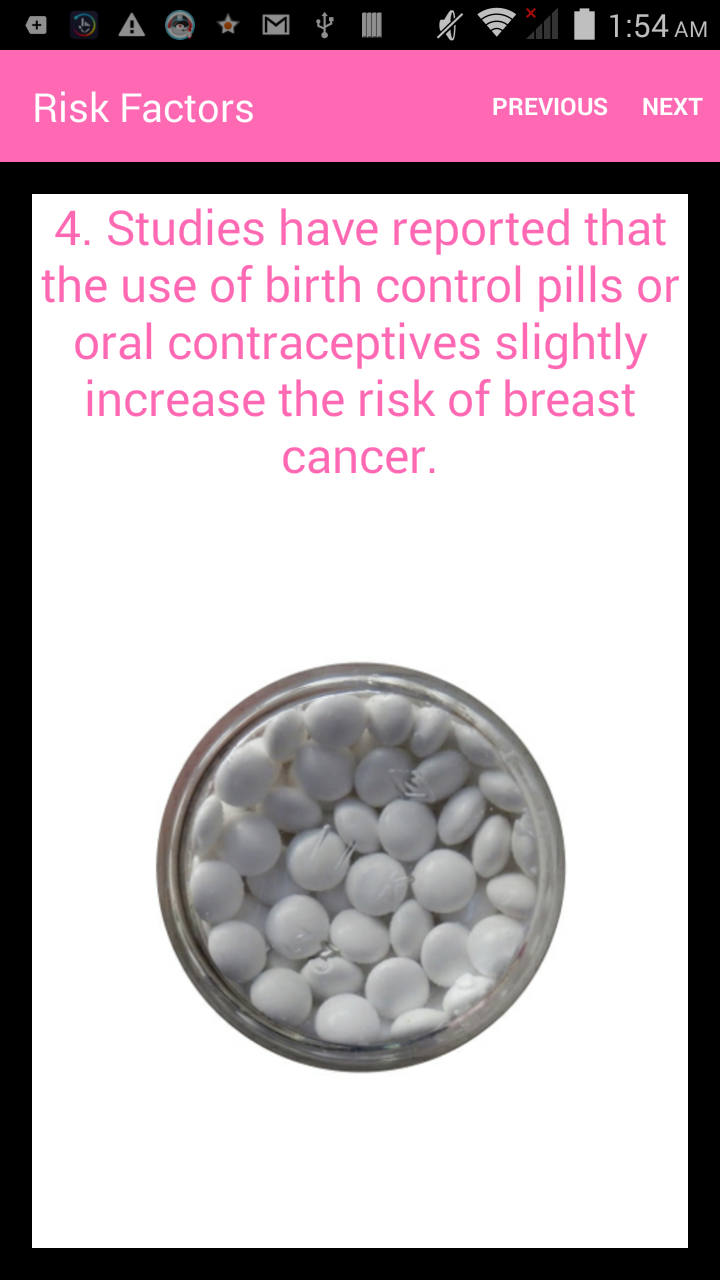 1:54 AM
Risk Factors PREVIOUS NEXT
4. Studies have reported that
the use of birth control pills or
oral contraceptives slightly
increase the risk of breast
cancer.